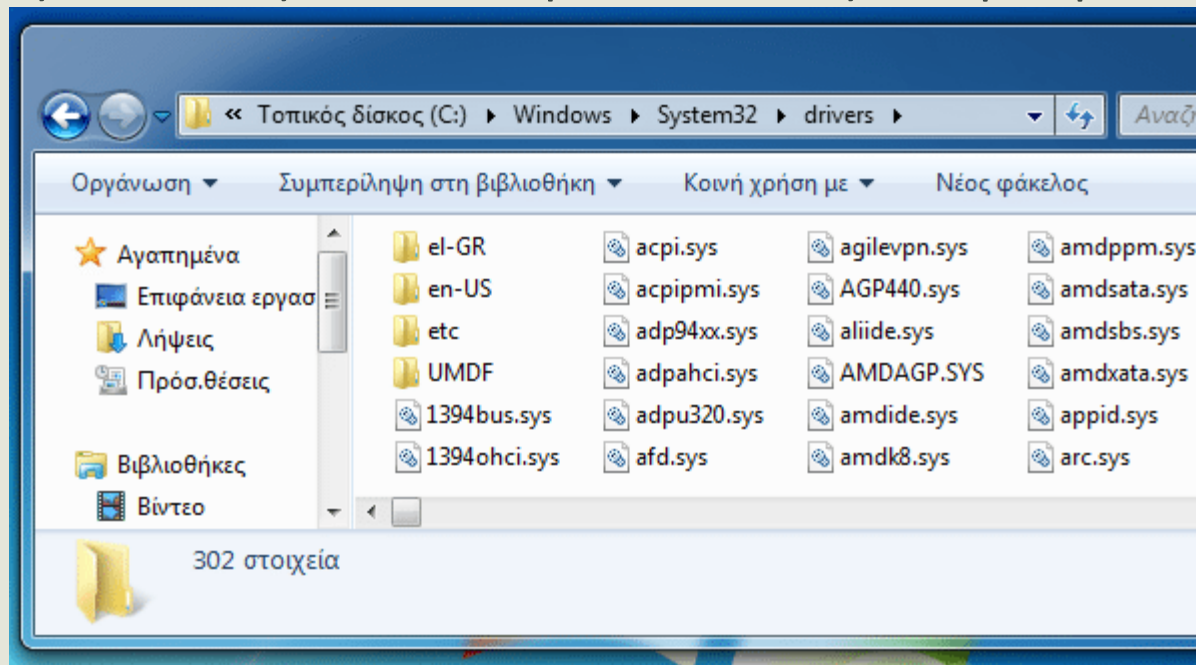 « Τοπικός δίσκος (C:) Windows System32 drivers
Οργάνωση Συμπερίληψη στη βιβλιοθήκη Κοινή χρήση με Νέος φάκελος
Αγαπημένα
Επιφάνεια εργασ
Λήψεις
Πρόσ.θέσεις
Βιβλιοθήκες
Βίντεο
el-GR acpi.sys agilevpn.sys amdppm.sys
en-US acpipmi.sys AGP440.sys amdsata.sys
etc adp94xx.sys aliide.sys amdsbs.sys
UMDF adpahci.sys AMDAGP.SYS amdxata.sys
1394bus.sys adpu320.sys amdide.sys appid.sys
1394ohci.sys afd.sys amdk8.sys arc.sys
302 στοιχεία